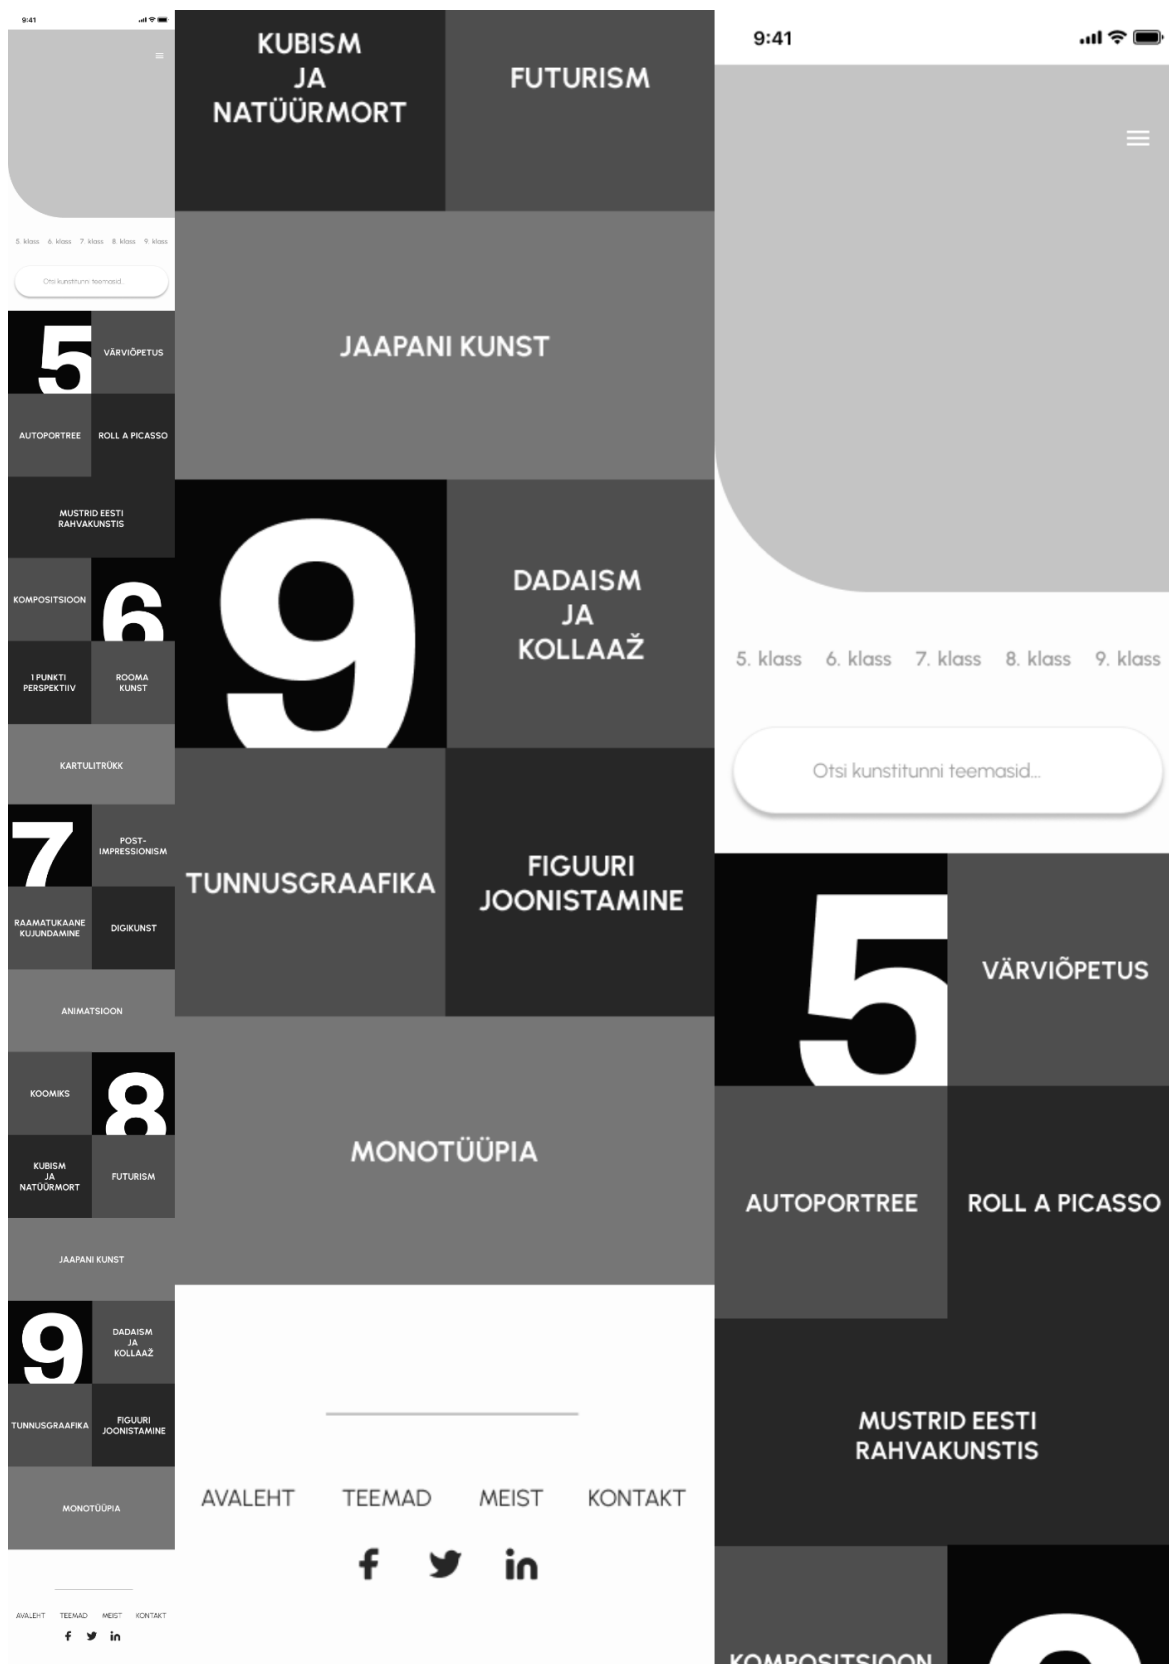 9:41
5. klass 6. klass 7. klass 8. klass 9. klass
Otsi kunstitunni teemasid...
5
VÄRVIÕPETUS
AUTOPORTREE
ROLL A PICASSO
MUSTRID EESTI
RAHVAKUNSTIS
KOMPOSITSIOON
6
1 PUNKTI
PERSPEKTIIV
ROOMA
KUNST
KARTULITRÜKK
7
POST-
IMPRESSIONISM
RAAMATUKAANE
KUJUNDAMINE
DIGIKUNST
ANIMATSIOON
KOOMIKS
8
KUBISM
JA
NATÜÜRMORT
FUTURISM
JAAPANI KUNST
9
DADAISM
JA
KOLLAAŽ
TUNNUSGRAAFIKA
FIGUURI
JOONISTAMINE
MONOTÜÜPIA
AVALEHT TEEMAD MEIST KONTAKT
KUBISM
JA
NATÜÜRMORT
FUTURISM
JAAPANI KUNST
9
DADAISM
JA
KOLLAAŽ
TUNNUSGRAAFIKA
FIGUURI
JOONISTAMINE
MONOTÜÜPIA
AVALEHT TEEMAD MEIST KONTAKT
9:41
5. klass 6. klass 7. klass 8. klass 9. klass
Otsi kunstitunni teemasid...
5
VÄRVIÕPETUS
AUTOPORTREE
ROLL A PICASSO
MUSTRID EESTI
RAHVAKUNSTIS
KOMPOSITSIOON